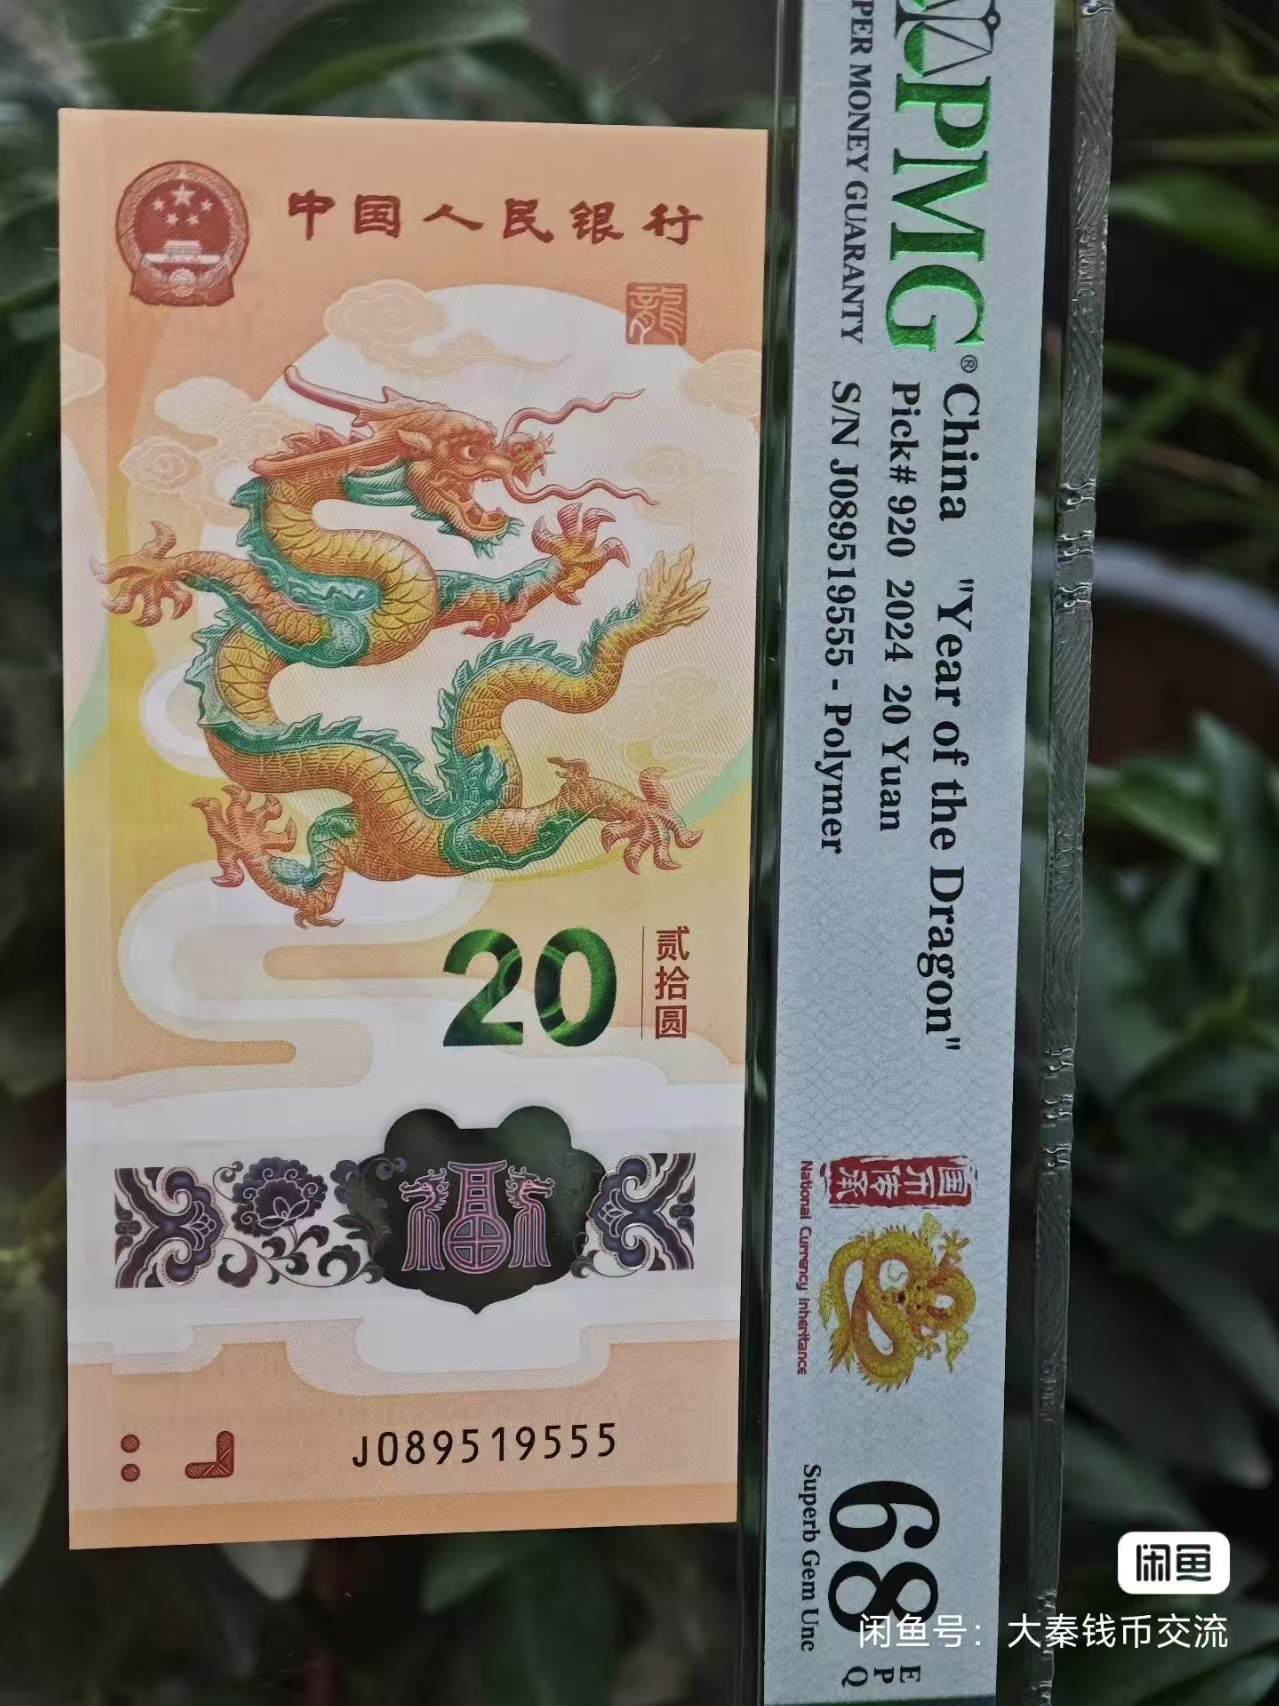 中国人民银行
龍
20
贰拾圆
福
J089519555
PMG®
PER MONEY GUARANTY
China "Year of the Dragon"
Pick# 920 2024 20 Yuan
S/N J089519555 - Polymer
国币传承
National Currency Inheritance
68 EPQ
Superb Gem Unc
闲鱼
闲鱼号：大秦钱币交流